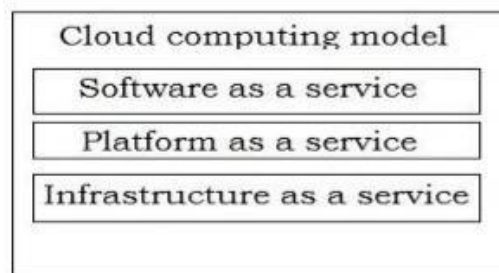 Cloud computing model
Software as a service
Platform as a service
Infrastructure as a service